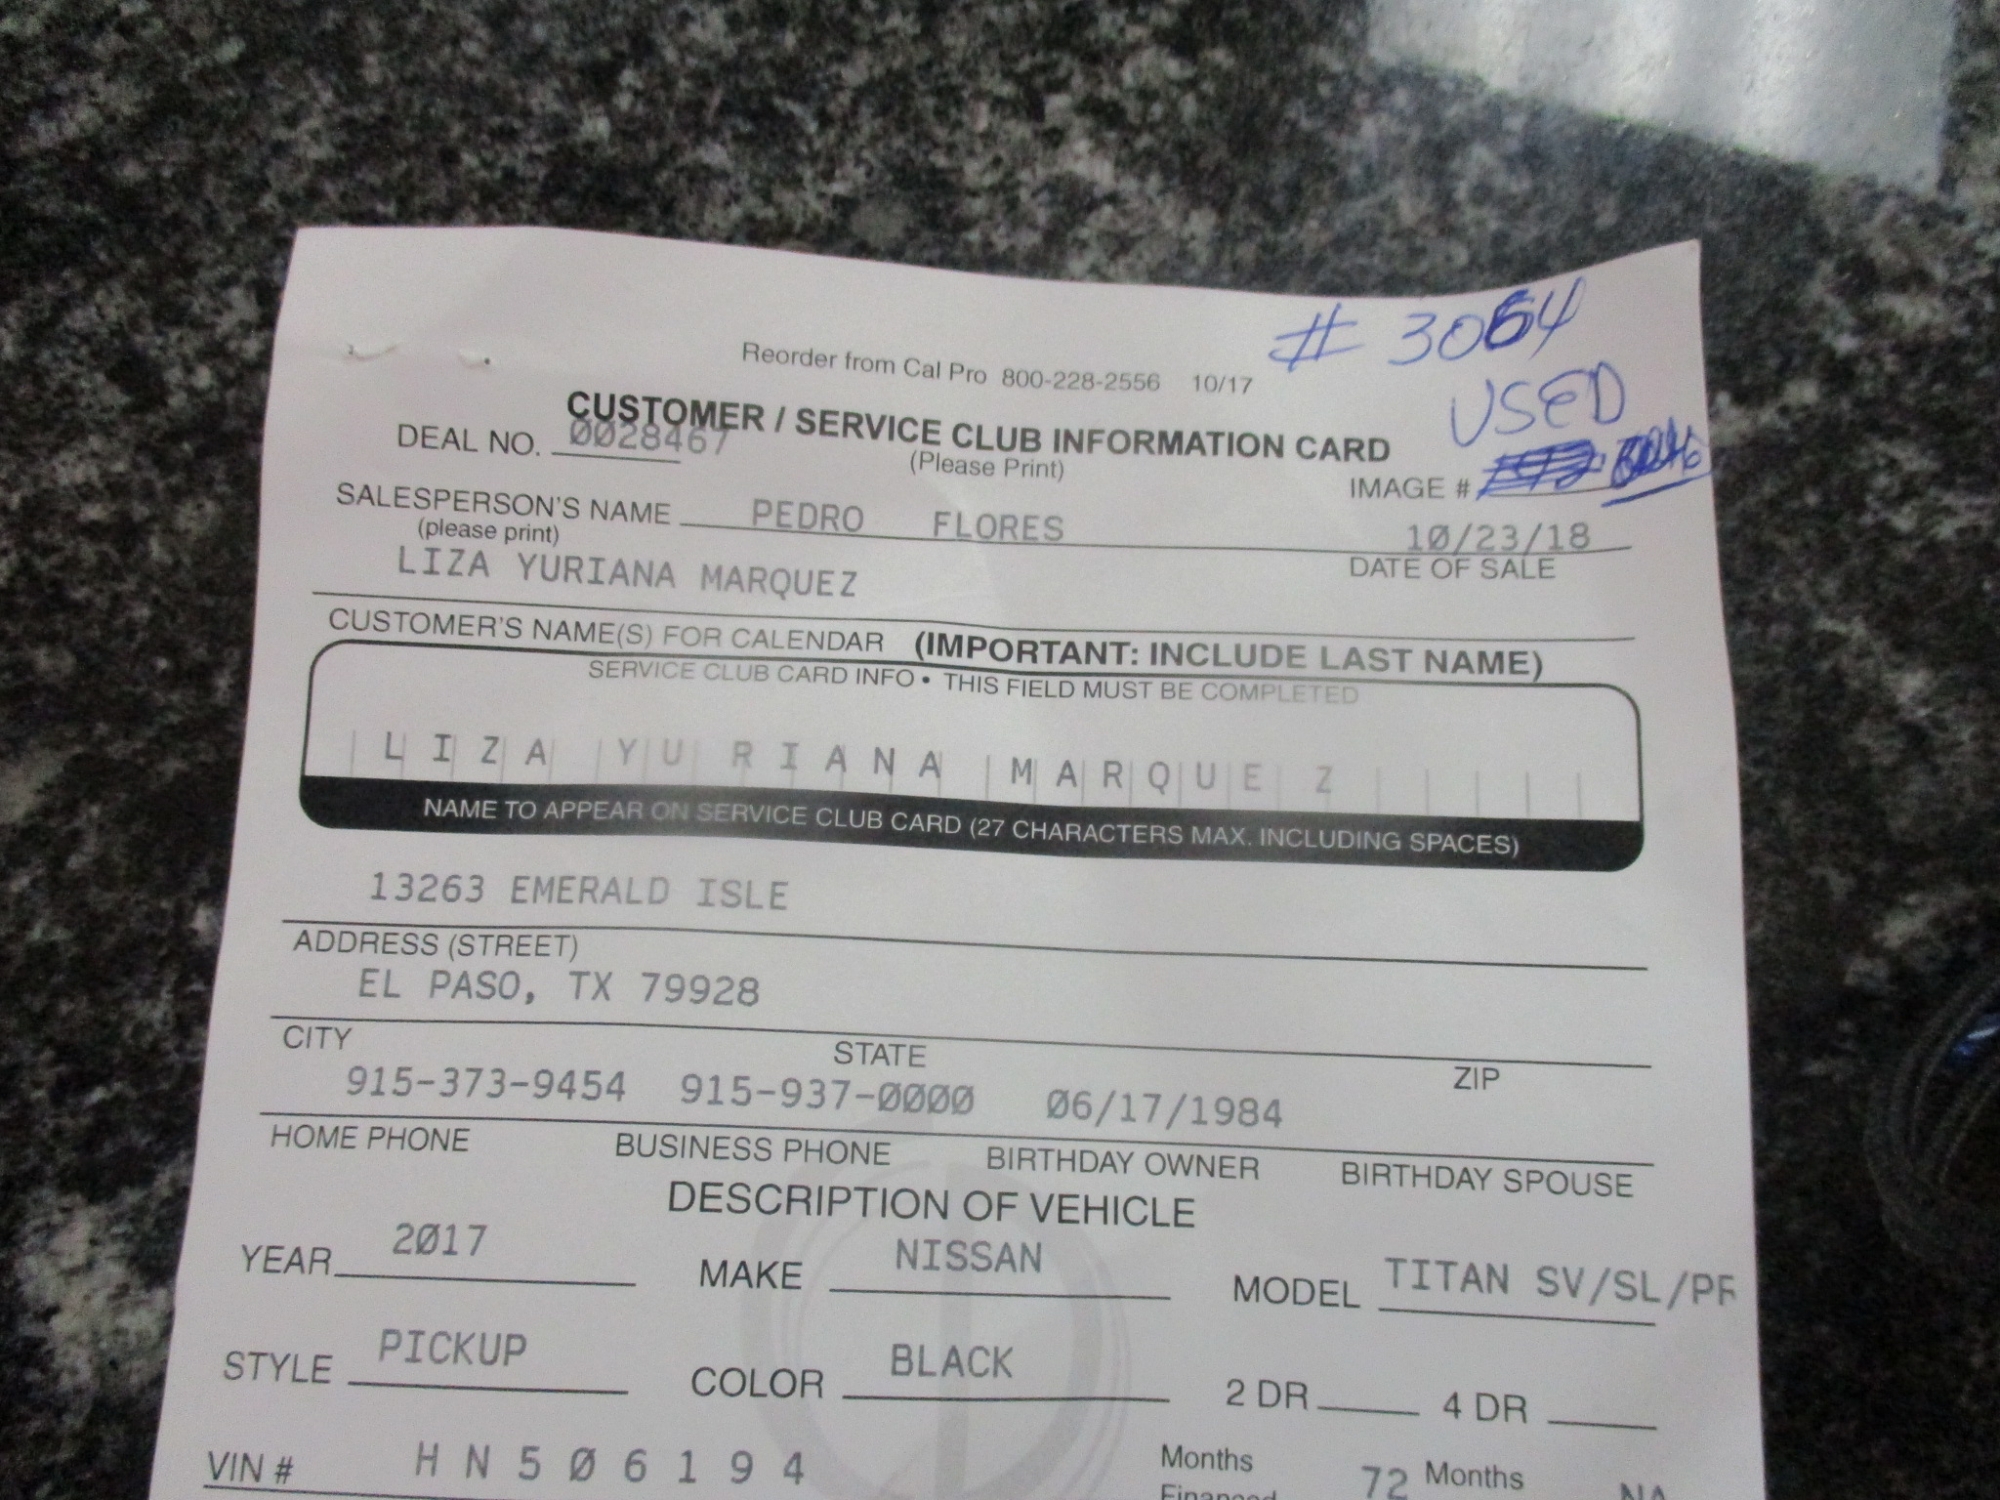 # 3064
Reorder from Cal Pro 800-228-2556 10/17
USED
CUSTOMER / SERVICE CLUB INFORMATION CARD
DEAL NO. 0028467
(Please Print)
IMAGE #
SALESPERSON'S NAME PEDRO FLORES 10/23/18
(please print) DATE OF SALE
LIZA YURIANA MARQUEZ
CUSTOMER'S NAME(S) FOR CALENDAR (IMPORTANT: INCLUDE LAST NAME)
SERVICE CLUB CARD INFO • THIS FIELD MUST BE COMPLETED
LIZA YURIANA MARQUEZ
NAME TO APPEAR ON SERVICE CLUB CARD (27 CHARACTERS MAX. INCLUDING SPACES)
13263 EMERALD ISLE
ADDRESS (STREET)
EL PASO, TX 79928
CITY STATE ZIP
915-373-9454 915-937-0000 06/17/1984
HOME PHONE BUSINESS PHONE BIRTHDAY OWNER BIRTHDAY SPOUSE
DESCRIPTION OF VEHICLE
YEAR 2017 MAKE NISSAN MODEL TITAN SV/SL/PR
STYLE PICKUP COLOR BLACK 2 DR 4 DR
VIN # HN506194 Months 72 Months NA
Financed